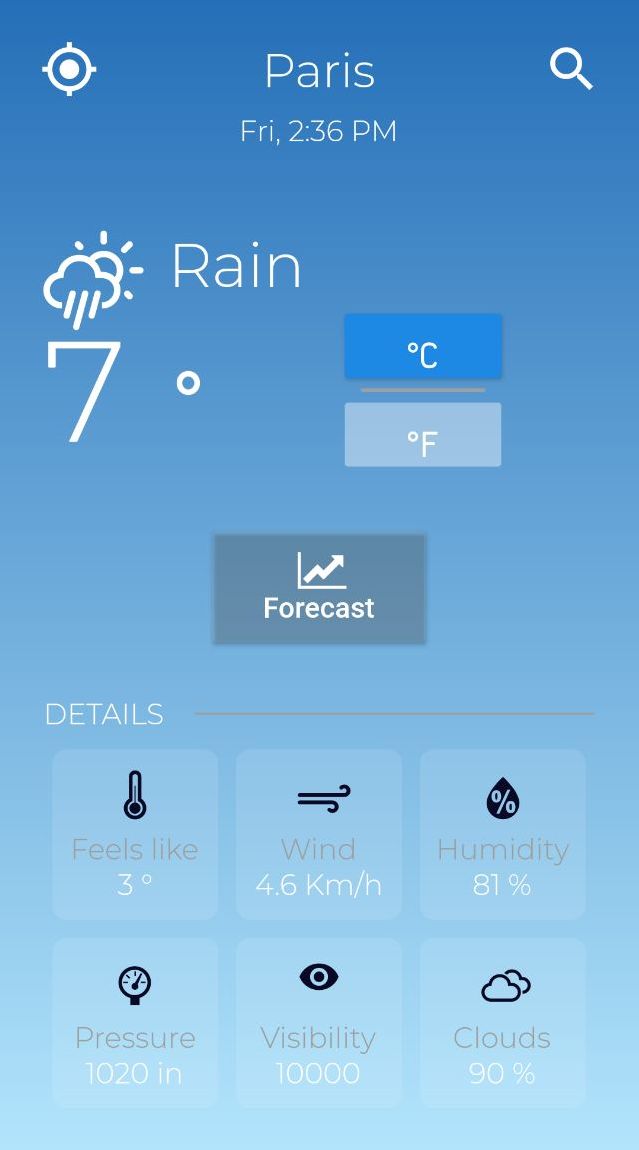 Paris
Fri, 2:36 PM
Rain
7 °
°C
°F
Forecast
DETAILS
Feels like
3 °
Wind
4.6 Km/h
Humidity
81 %
Pressure
1020 in
Visibility
10000
Clouds
90 %